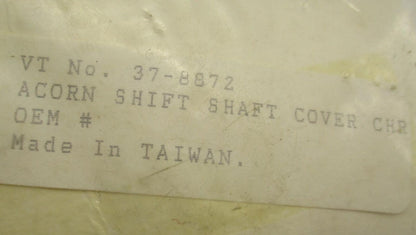 VT No. 37-8872
ACORN SHIFT SHAFT COVER CHR
OEM #
Made In TAIWAN.